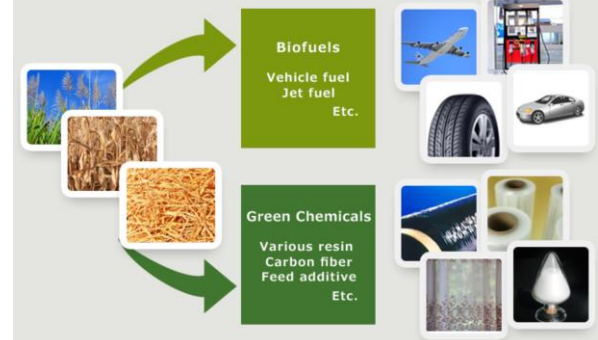 Biofuels
Vehicle fuel
Jet fuel
Etc.
Green Chemicals
Various resin
Carbon fiber
Feed additive
Etc.